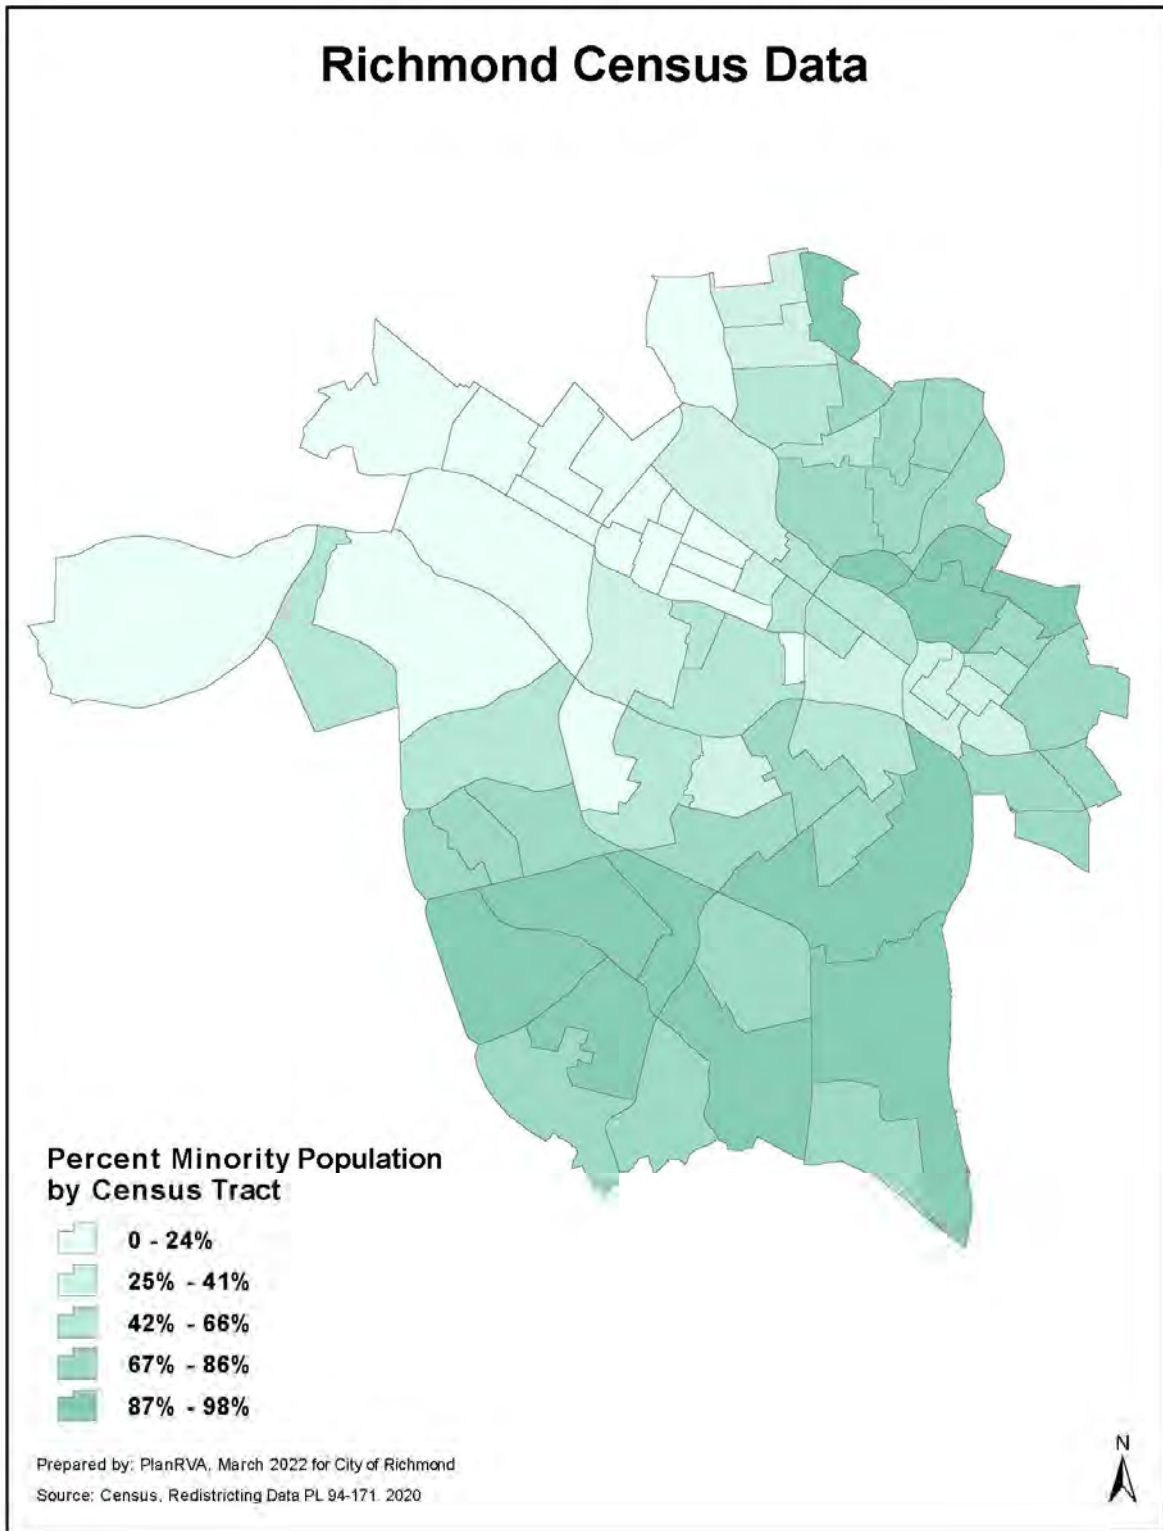 Richmond Census Data
Percent Minority Population
by Census Tract
0 - 24%
25% - 41%
42% - 66%
67% - 86%
87% - 98%
Prepared by: PlanRVA, March 2022 for City of Richmond
Source: Census, Redistricting Data PL 94-171. 2020
N